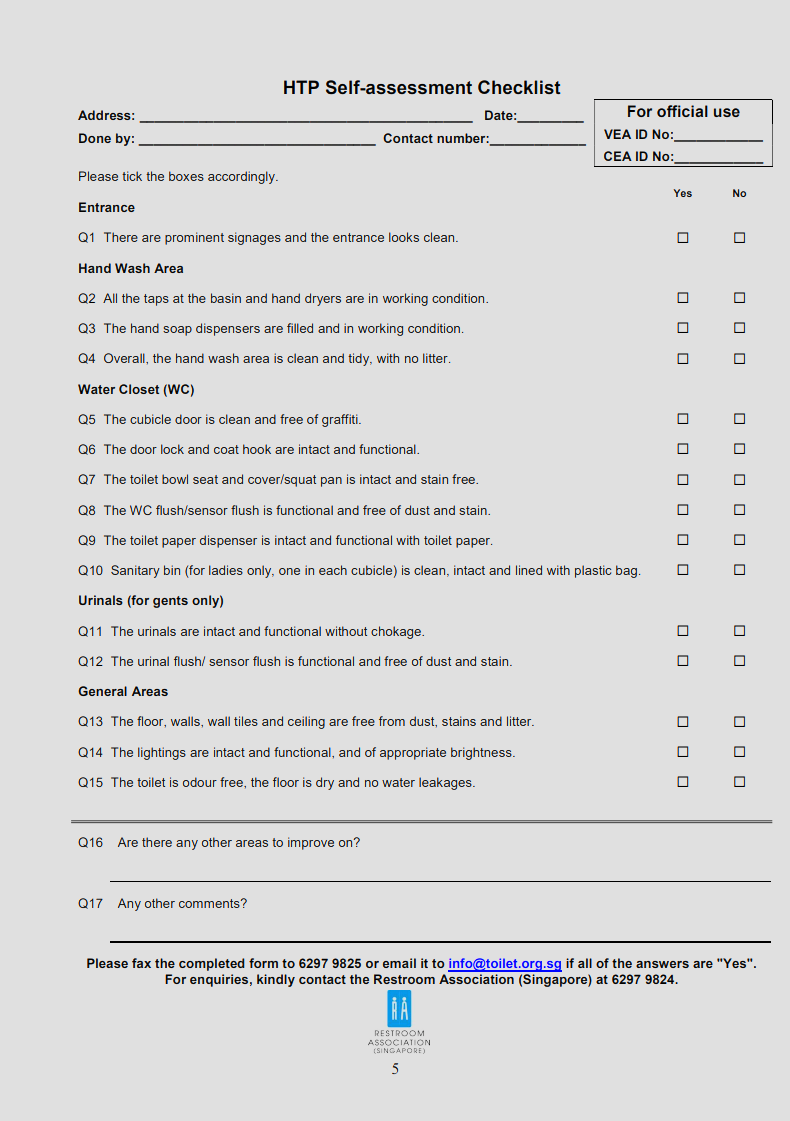 HTP Self-assessment Checklist
Address: ______________________________________________ Date:_________
For official use
Done by: ________________________________ Contact number:_____________
VEA ID No:____________
CEA ID No:____________
Please tick the boxes accordingly.
Yes No
Entrance
Q1 There are prominent signages and the entrance looks clean. ☐ ☐
Hand Wash Area
Q2 All the taps at the basin and hand dryers are in working condition. ☐ ☐
Q3 The hand soap dispensers are filled and in working condition. ☐ ☐
Q4 Overall, the hand wash area is clean and tidy, with no litter. ☐ ☐
Water Closet (WC)
Q5 The cubicle door is clean and free of graffiti. ☐ ☐
Q6 The door lock and coat hook are intact and functional. ☐ ☐
Q7 The toilet bowl seat and cover/squat pan is intact and stain free. ☐ ☐
Q8 The WC flush/sensor flush is functional and free of dust and stain. ☐ ☐
Q9 The toilet paper dispenser is intact and functional with toilet paper. ☐ ☐
Q10 Sanitary bin (for ladies only, one in each cubicle) is clean, intact and lined with plastic bag. ☐ ☐
Urinals (for gents only)
Q11 The urinals are intact and functional without chokage. ☐ ☐
Q12 The urinal flush/ sensor flush is functional and free of dust and stain. ☐ ☐
General Areas
Q13 The floor, walls, wall tiles and ceiling are free from dust, stains and litter. ☐ ☐
Q14 The lightings are intact and functional, and of appropriate brightness. ☐ ☐
Q15 The toilet is odour free, the floor is dry and no water leakages. ☐ ☐
Q16 Are there any other areas to improve on?
Q17 Any other comments?
Please fax the completed form to 6297 9825 or email it to info@toilet.org.sg if all of the answers are "Yes".
For enquiries, kindly contact the Restroom Association (Singapore) at 6297 9824.
RESTROOM
ASSOCIATION
(SINGAPORE)
5